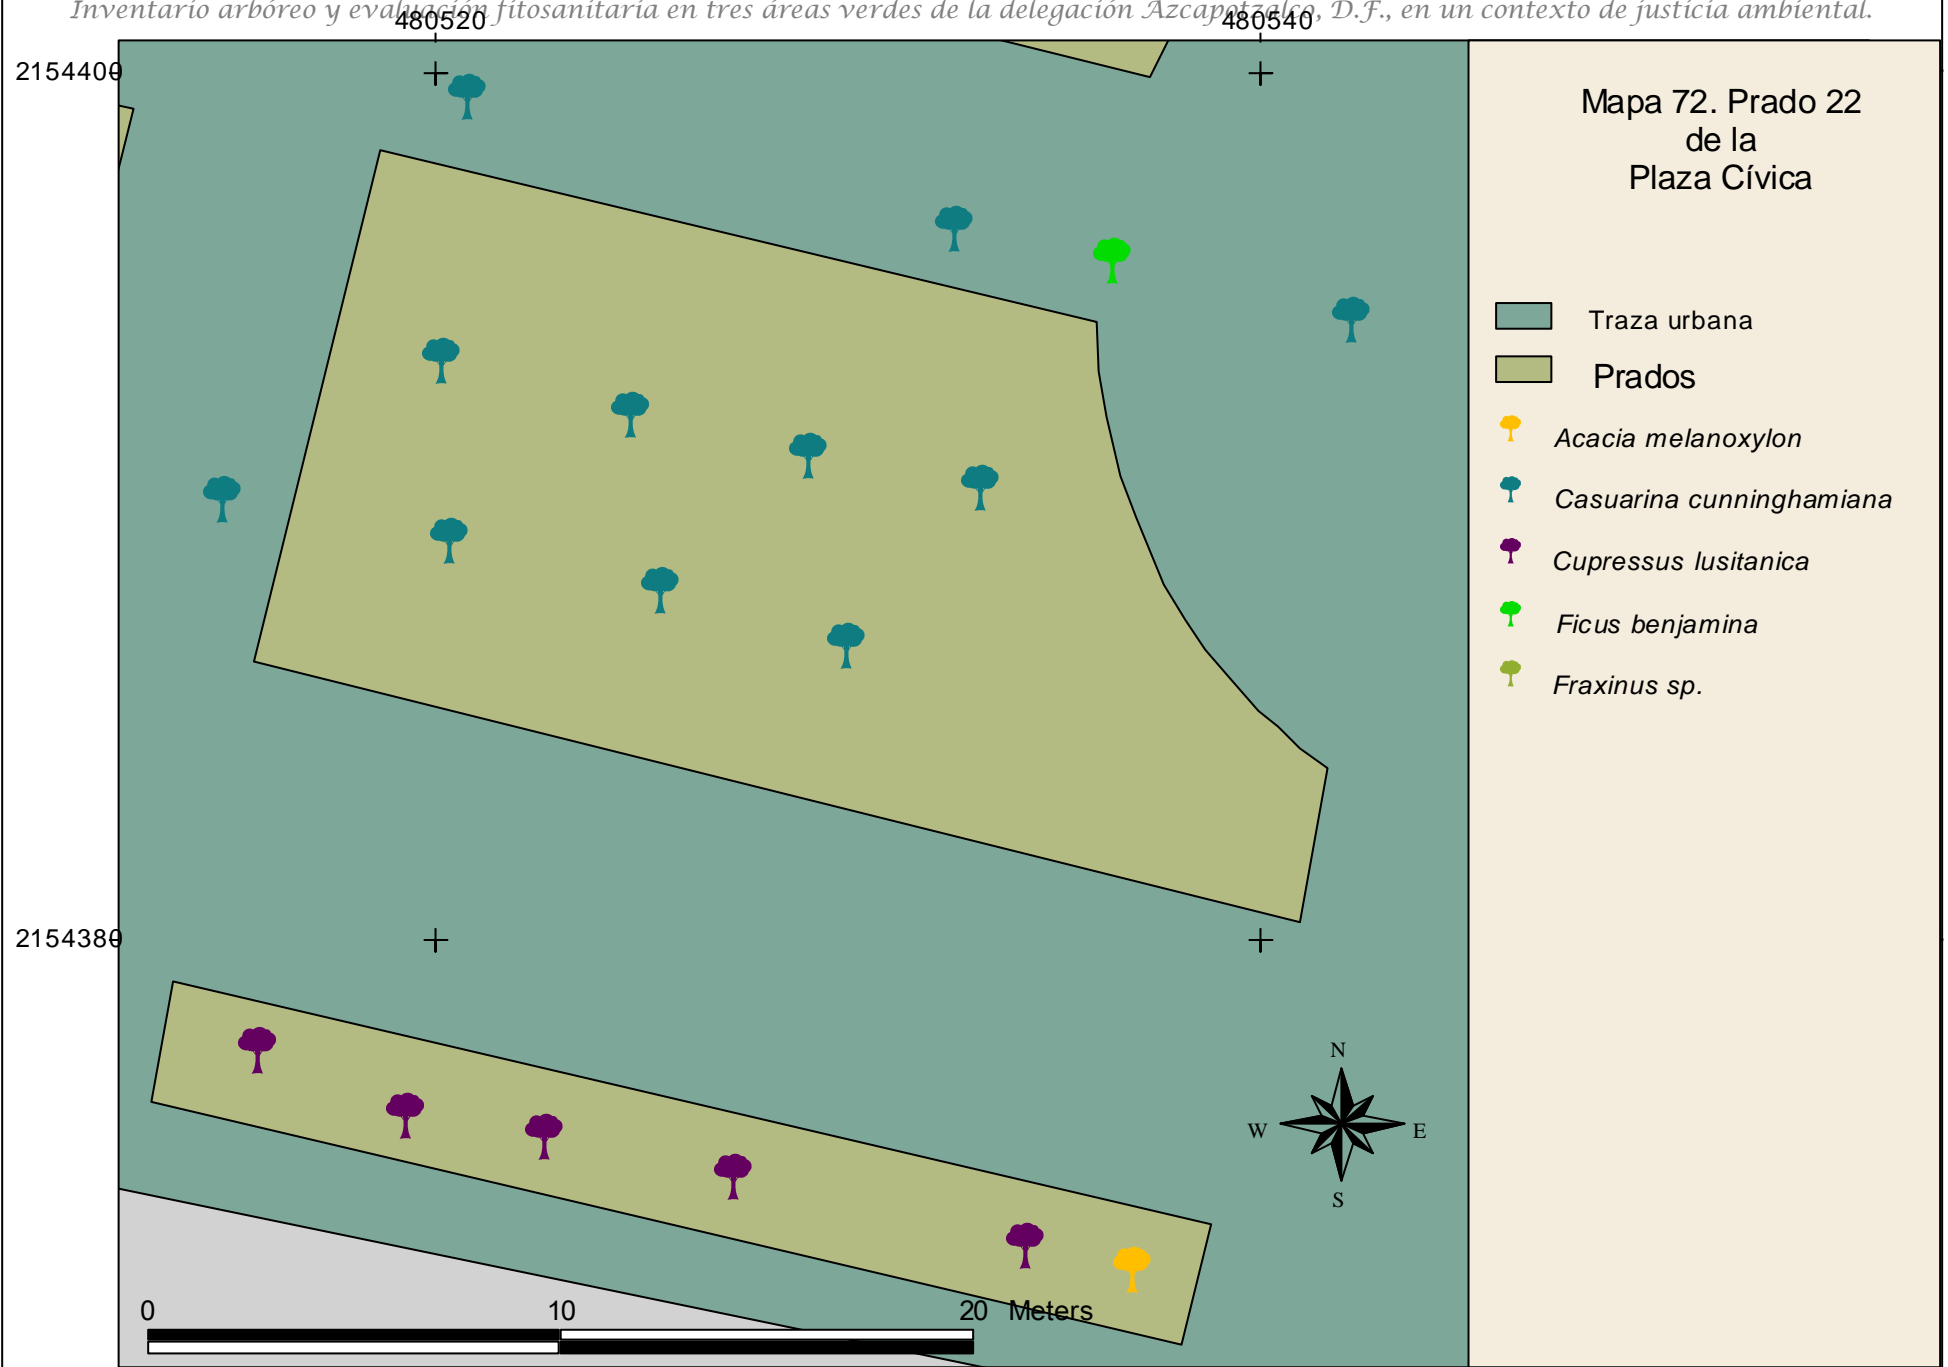 Inventario arbóreo y evaluación fitosanitaria en tres áreas verdes de la delegación Azcapotzalco, D.F., en un contexto de justicia ambiental.
480520
480540
2154400
Mapa 72. Prado 22
de la
Plaza Cívica
Traza urbana
Prados
Acacia melanoxylon
Casuarina cunninghamiana
Cupressus lusitanica
Ficus benjamina
Fraxinus sp.
2154380
N
W
E
S
0
10
20 Meters